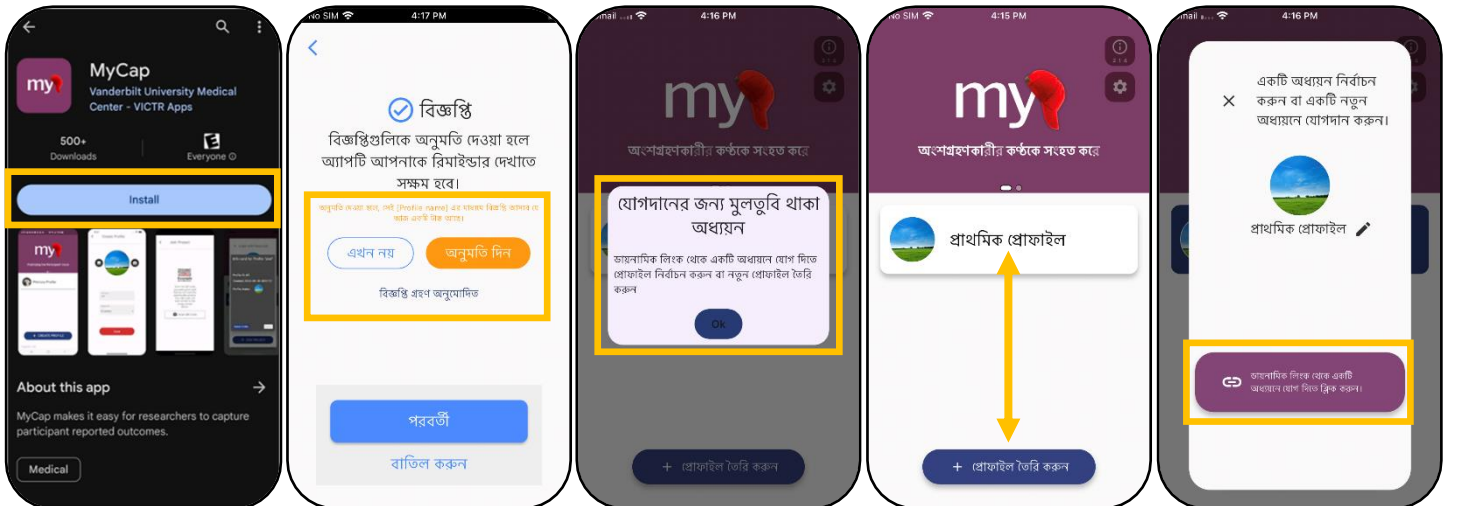 MyCap
my
Vanderbilt University Medical
Center - VICTR Apps
500+
Downloads
Everyone
Install
my
About this app
MyCap makes it easy for researchers to capture
participant reported outcomes.
Medical
No SIM 4:17 PM
বিজ্ঞপ্তি
বিজ্ঞপ্তিগুলিকে অনুমতি দেওয়া হলে
অ্যাপটি আপনাকে রিমাইন্ডার দেখাতে
সক্ষম হবে।
এখন নয়
অনুমতি দিন
বিজ্ঞপ্তি গ্রহণ অনুমোদিত
পরবর্তী
বাতিল করুন
4:16 PM
my
অংশগ্রহণকারীর কণ্ঠকে সংহত করে
যোগদানের জন্য মুলতুবি থাকা
অধ্যয়ন
ডায়নামিক লিংক থেকে একটি অধ্যয়নে যোগ দিতে
প্রোফাইল নির্বাচন করুন বা নতুন প্রোফাইল তৈরি
করুন
Ok
+ প্রোফাইল তৈরি করুন
No SIM 4:15 PM
my
অংশগ্রহণকারীর কণ্ঠকে সংহত করে
প্রাথমিক প্রোফাইল
+ প্রোফাইল তৈরি করুন
4:16 PM
একটি অধ্যয়ন নির্বাচন
করুন বা একটি নতুন
অধ্যয়নে যোগদান করুন।
প্রাথমিক প্রোফাইল
ডায়নামিক লিংক থেকে একটি
অধ্যয়নে যোগ দিতে ক্লিক করুন।